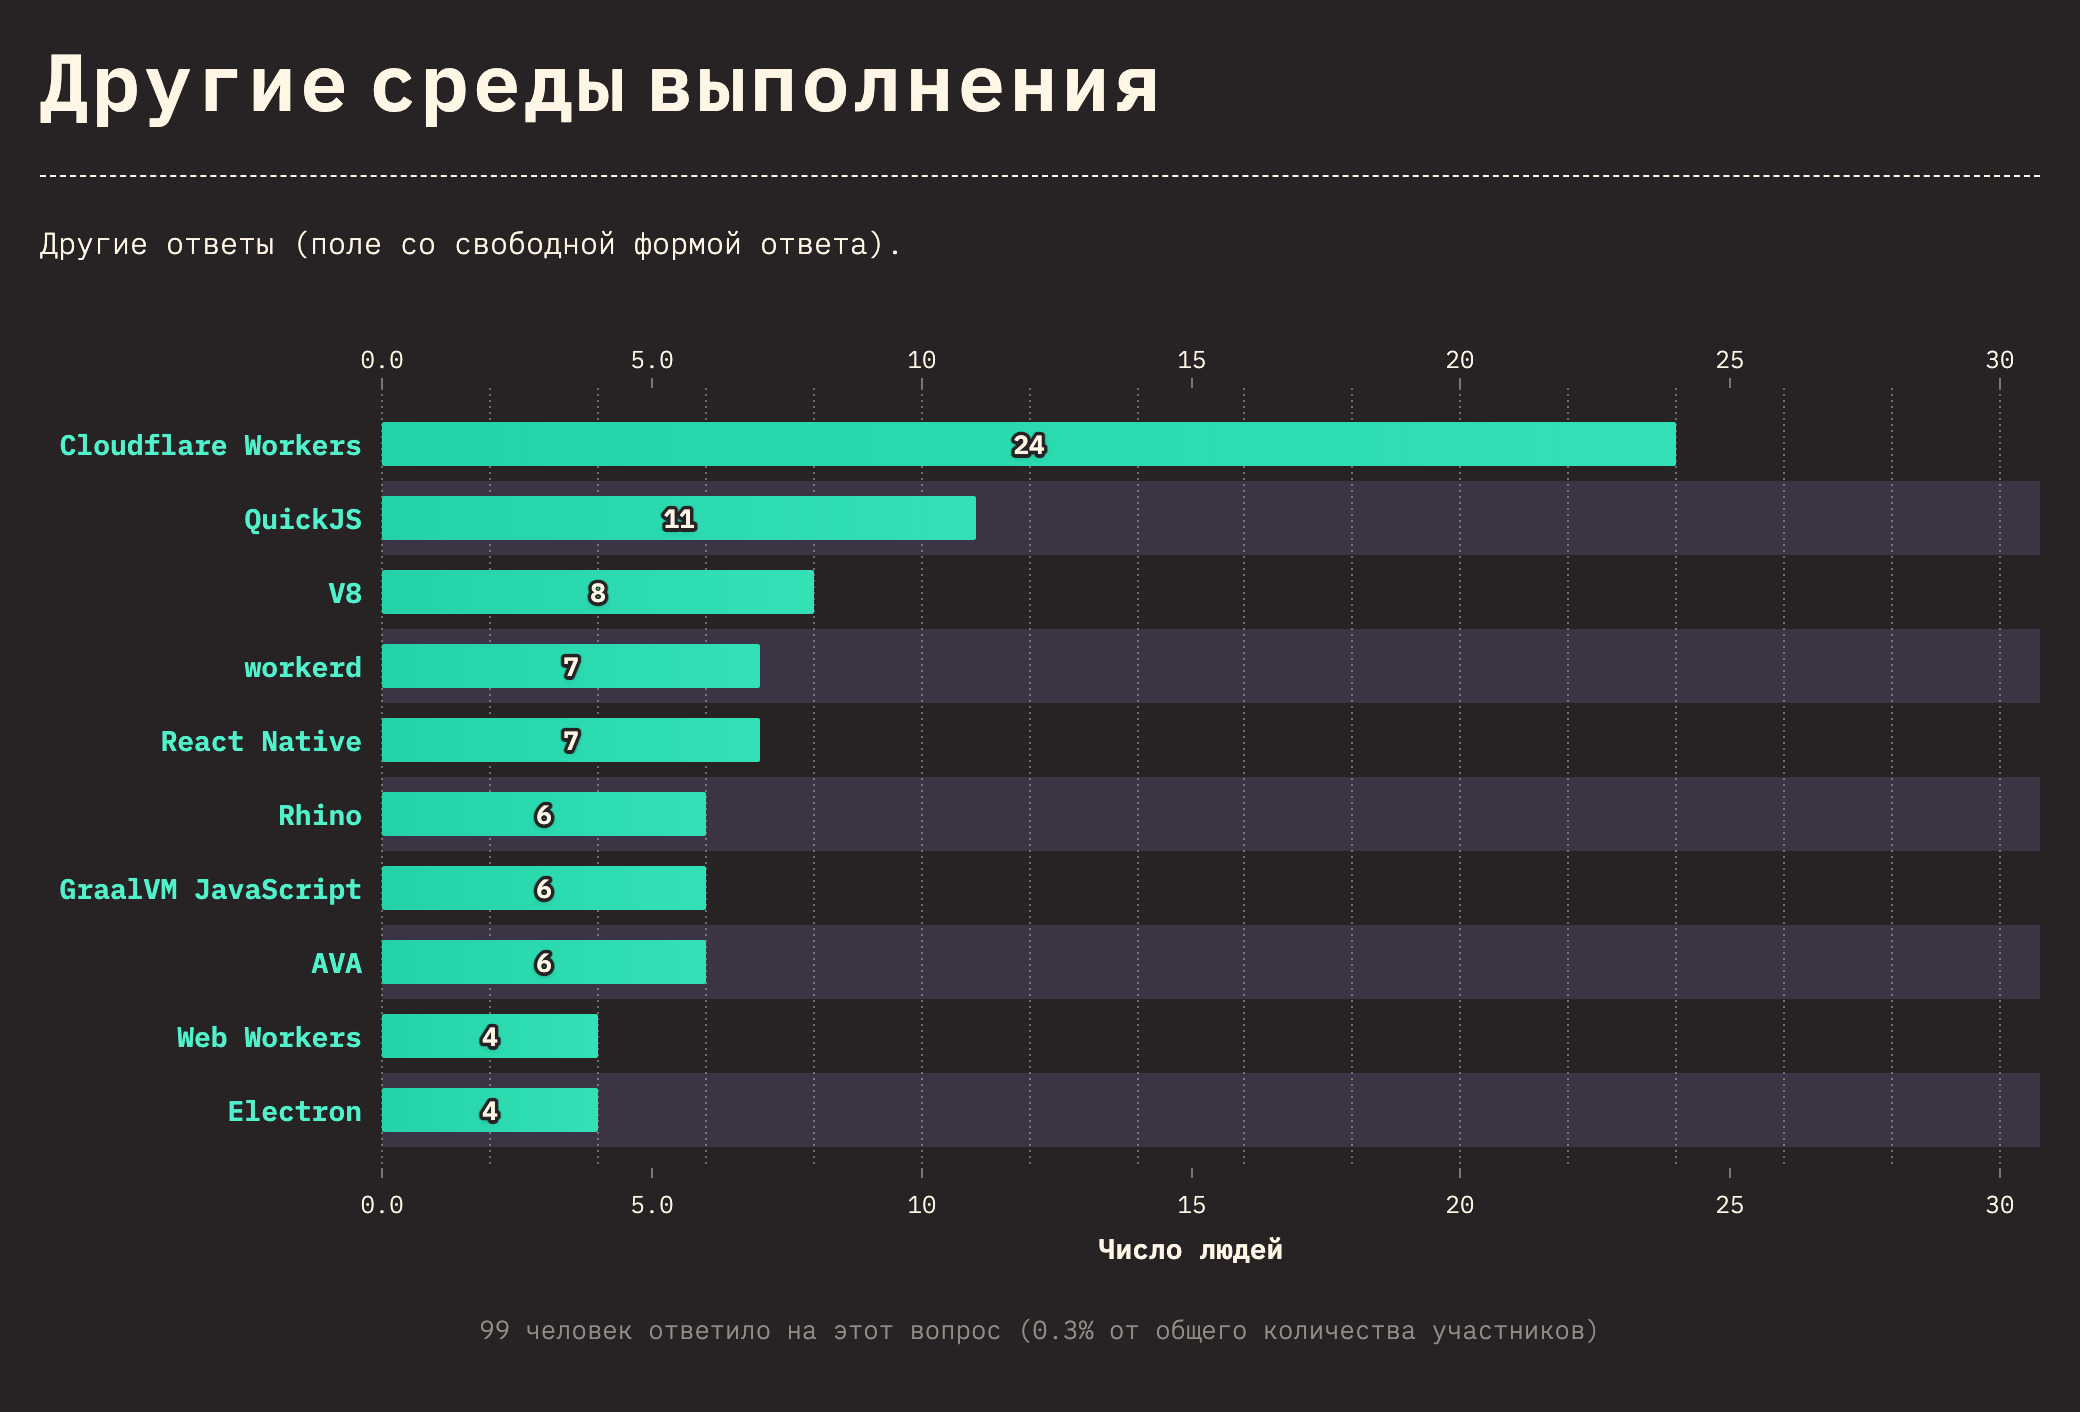 Другие среды выполнения
Другие ответы (поле со свободной формой ответа).
0.0 5.0 10 15 20 25 30
Cloudflare Workers 24
QuickJS 11
V8 8
workerd 7
React Native 7
Rhino 6
GraalVM JavaScript 6
AVA 6
Web Workers 4
Electron 4
0.0 5.0 10 15 20 25 30
Число людей
99 человек ответило на этот вопрос (0.3% от общего количества участников)